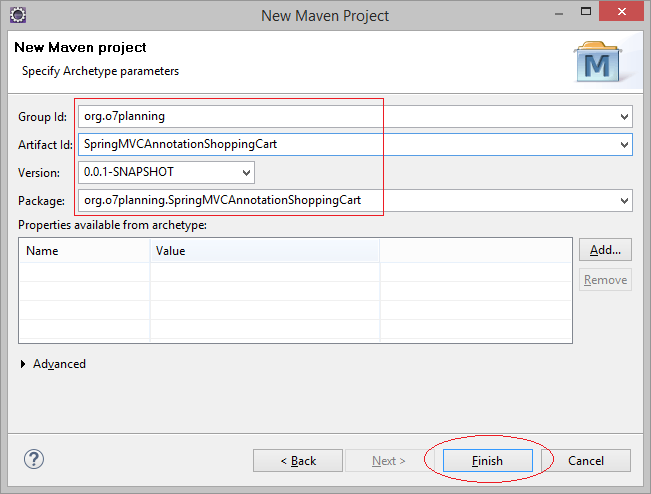 New Maven Project
New Maven project
Specify Archetype parameters
M
Group Id: org.o7planning
Artifact Id: SpringMVCAnnotationShoppingCart
Version: 0.0.1-SNAPSHOT
Package: org.o7planning.SpringMVCAnnotationShoppingCart
Properties available from archetype:
Name Value
Add...
Remove
Advanced
? < Back Next > Finish Cancel